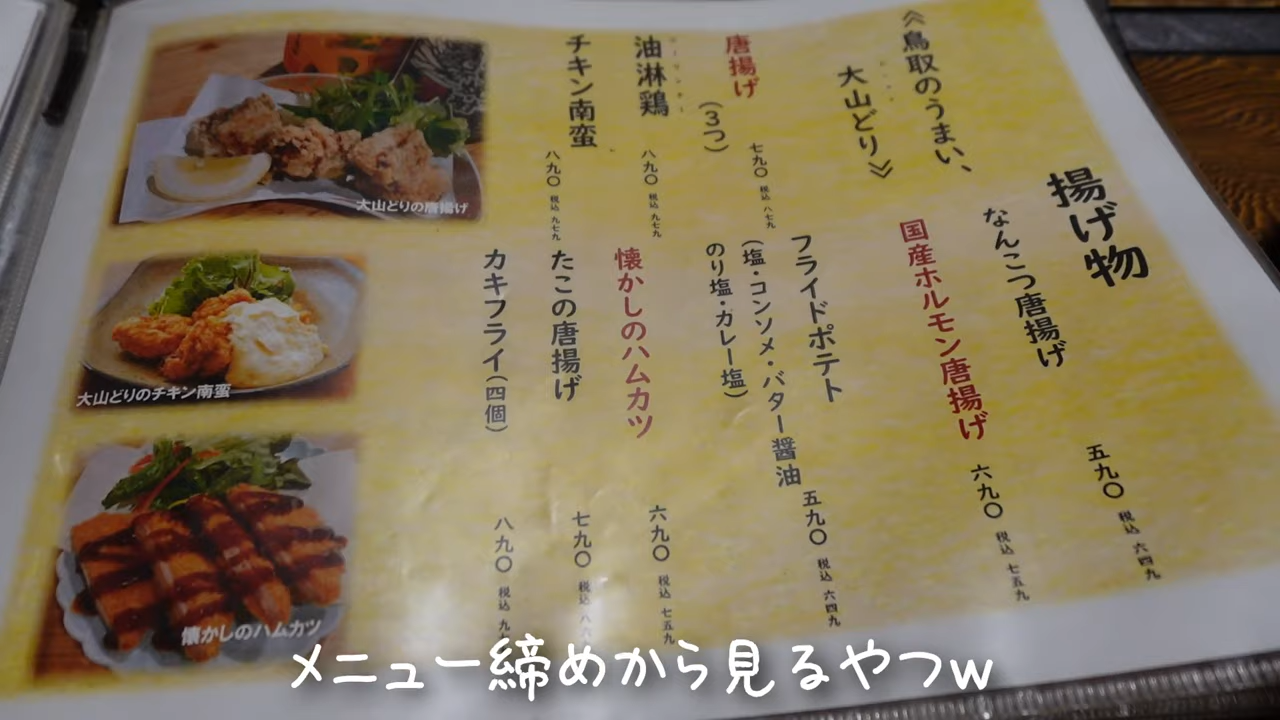 揚げ物
なんこつ唐揚げ 五九〇 税込 六四九
国産ホルモン唐揚げ 六九〇 税込 七五九
フライドポテト
(塩・コンソメ・バター醤油
のり塩・カレー塩)
五九〇 税込 六四九
懐かしのハムカツ 六九〇 税込 七五九
たこの唐揚げ 七九〇 税込 八六
カキフライ(四個) 八九〇 税込 九
《鳥取のうまい、
大山どり》
唐揚げ(3つ) 七九〇 税込 八七九
油淋鶏 八九〇 税込 九七九
チキン南蛮 八九〇 税込 九七九
大山どりの唐揚げ
大山どりのチキン南蛮
懐かしのハムカツ
メニュー締めから見るやつw